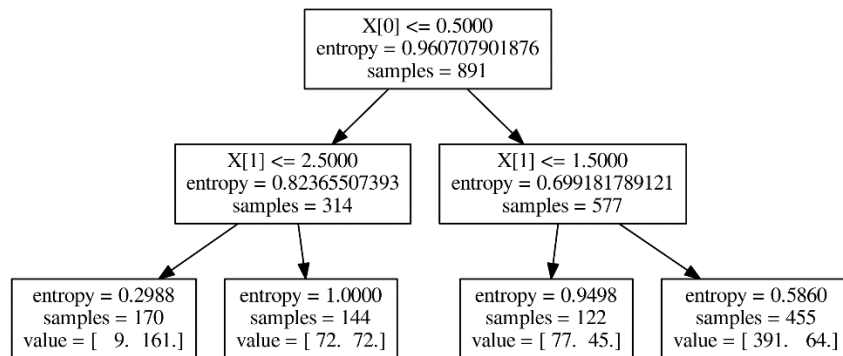 X[0] <= 0.5000
entropy = 0.960707901876
samples = 891
X[1] <= 2.5000
entropy = 0.82365507393
samples = 314
X[1] <= 1.5000
entropy = 0.699181789121
samples = 577
entropy = 0.2988
samples = 170
value = [   9.  161.]
entropy = 1.0000
samples = 144
value = [ 72.  72.]
entropy = 0.9498
samples = 122
value = [ 77.  45.]
entropy = 0.5860
samples = 455
value = [ 391.   64.]